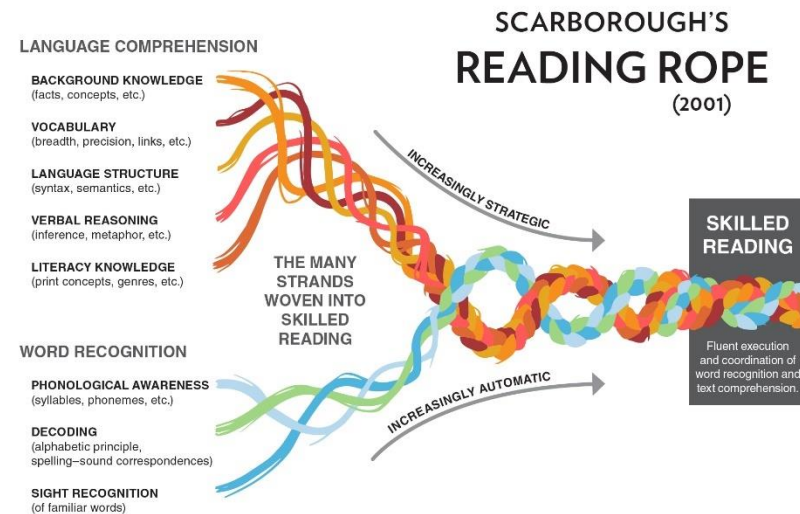 SCARBOROUGH'S
READING ROPE
(2001)
LANGUAGE COMPREHENSION
BACKGROUND KNOWLEDGE
(facts, concepts, etc.)
VOCABULARY
(breadth, precision, links, etc.)
LANGUAGE STRUCTURE
(syntax, semantics, etc.)
VERBAL REASONING
(inference, metaphor, etc.)
LITERACY KNOWLEDGE
(print concepts, genres, etc.)
THE MANY
STRANDS
WOVEN INTO
SKILLED
READING
WORD RECOGNITION
PHONOLOGICAL AWARENESS
(syllables, phonemes, etc.)
DECODING
(alphabetic principle,
spelling–sound correspondences)
SIGHT RECOGNITION
(of familiar words)
INCREASINGLY STRATEGIC
INCREASINGLY AUTOMATIC
SKILLED
READING
Fluent execution
and coordination of
word recognition and
text comprehension.